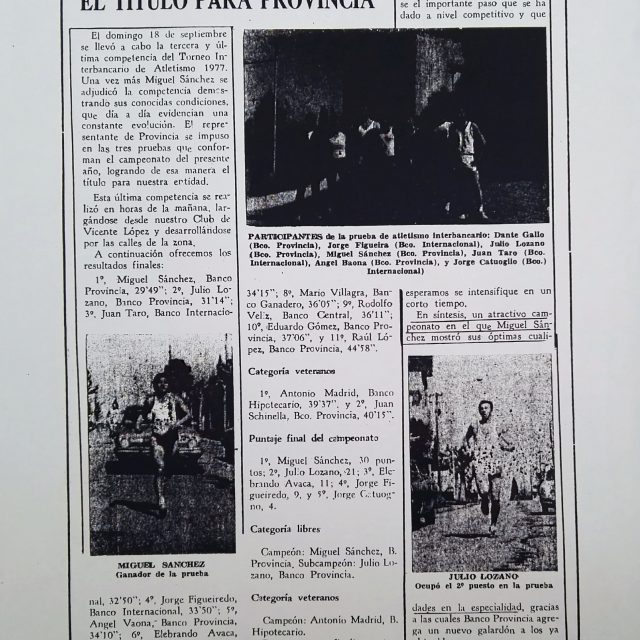 EL TITULO PARA PROVINCIA
El domingo 18 de septiembre
se llevó a cabo la tercera y úl-
tima competencia del Torneo In-
terbancario de Atletismo 1977.
Una vez más Miguel Sánchez se
adjudicó la competencia demos-
trando sus conocidas condiciones,
que día a día evidencian una
constante evolución. El repre-
sentante de Provincia se impuso
en las tres pruebas que confor-
man el campeonato del presente
año, logrando de esa manera el
título para nuestra entidad.
Esta última competencia se rea-
lizó en horas de la mañana, lar-
gándose desde nuestro Club de
Vicente López y desarrollándose
por las calles de la zona.
A continuación ofrecemos los
resultados finales:
1º, Miguel Sánchez, Banco
Provincia, 29'49"; 2º, Julio Lo-
zano, Banco Provincia, 31'14";
3º, Juan Taro, Banco Internacio-
MIGUEL SANCHEZ
Ganador de la prueba
nal, 32'50"; 4º, Jorge Figueiredo,
Banco Internacional, 33'50"; 5º,
Angel Vaona, Banco Provincia,
34'10"; 6º, Elebrando Avaca,
PARTICIPANTES de la prueba de atletismo interbancario: Dante Gallo
(Bco. Provincia), Jorge Figueira (Bco. Internacional), Julio Lozano
(Bco. Provincia), Miguel Sánchez (Bco. Provincia), Juan Taro (Bco.
Internacional), Angel Baona (Bco. Provincia), y Jorge Catuogilo (Bco.)
Internacional)
34'15"; 8º, Mario Villagra, Ban-
co Ganadero, 36'05"; 9º, Rodolfo
Veliz, Banco Central, 36'11";
10º, Eduardo Gómez, Banco Pro-
vincia, 37'06", y 11º, Raúl Ló-
pez, Banco Provincia, 44'58".
Categoría veteranos
1º, Antonio Madrid, Banco
Hipotecario, 39'37", y 2º, Juan
Schinella, Bco. Provincia, 40'15".
Puntaje final del campeonato
1º, Miguel Sánchez, 30 pun-
tos; 2º, Julio Lozano, 21; 3º, Ele-
brando Avaca, 11; 4º, Jorge Fi-
gueiredo, 9, y 5º, Jorge Catuog-
no, 4.
Categoría libres
Campeón: Miguel Sánchez, B.
Provincia, Subcampeón: Julio Lo-
zano, Banco Provincia.
Categoría veteranos
Campeón: Antonio Madrid, B.
Hipotecario.
se el importante paso que se ha
dado a nivel competitivo y que
esperamos se intensifique en un
corto tiempo.
En síntesis, un atractivo cam-
peonato en el que Miguel Sán-
chez mostró sus óptimas cuali-
JULIO LOZANO
Ocupó el 2º puesto en la prueba
dades en la especialidad, gracias
a las cuales Banco Provincia agre-
ga un nuevo galardón a los ya